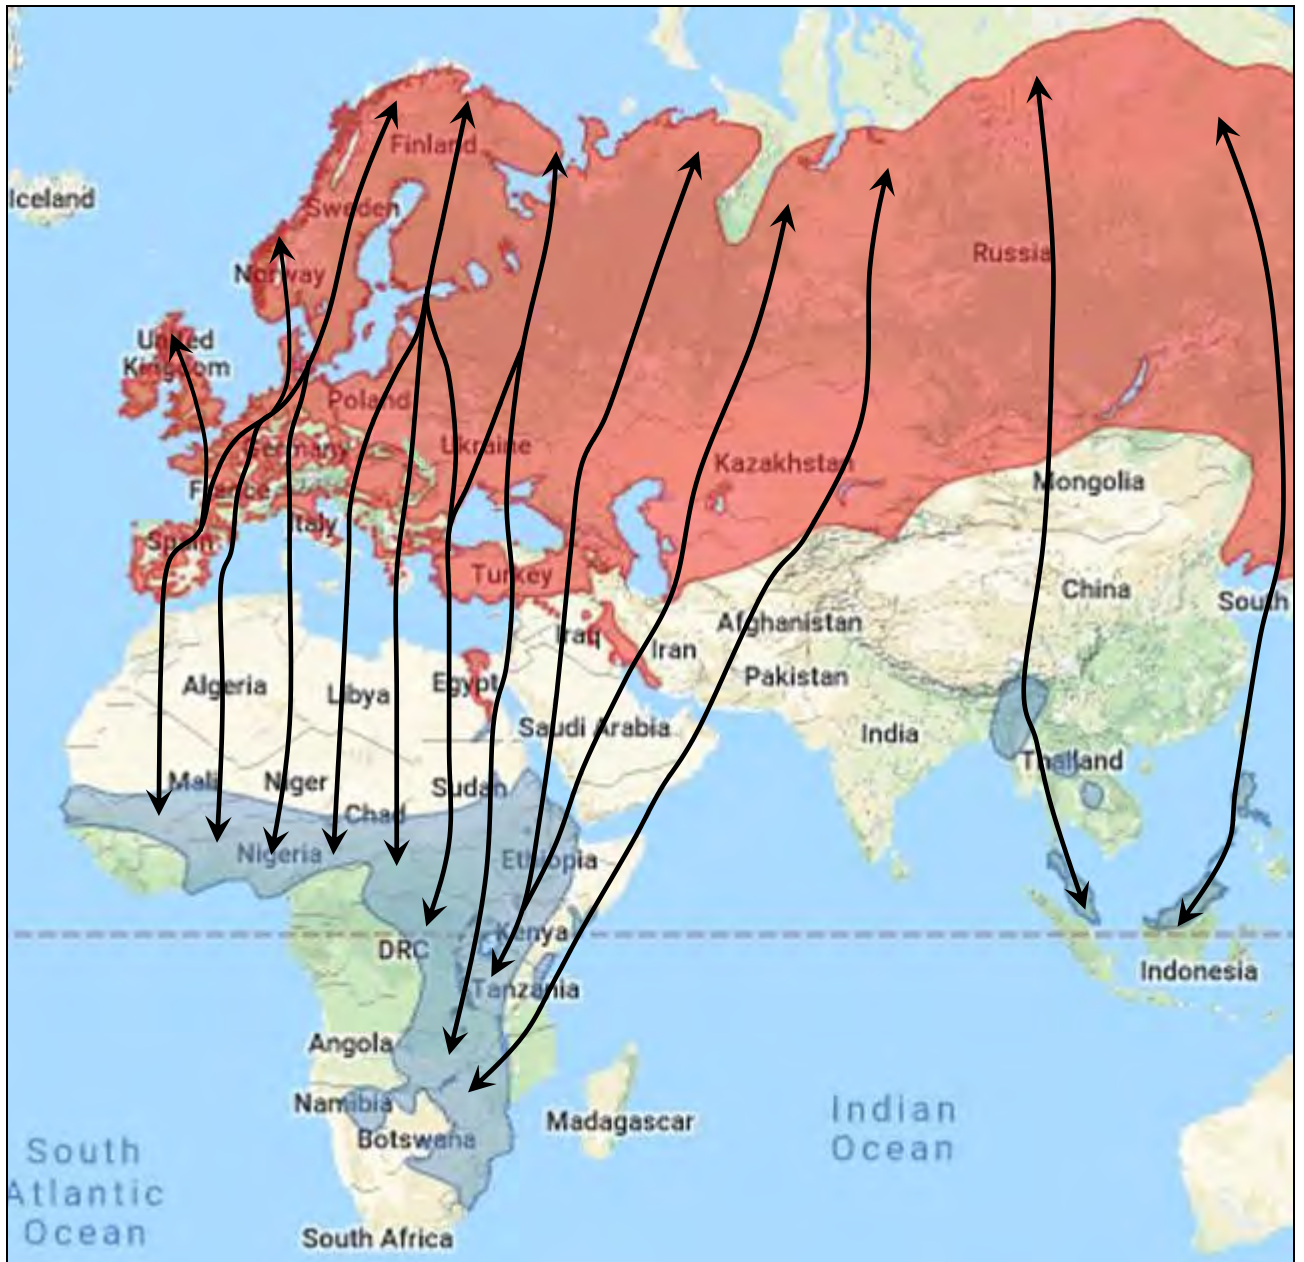 Finland
Iceland
Sweden
Russia
Norway
United
Kingdom
Poland
Ukraine
Germany
Kazakhstan
Mongolia
France
Italy
Spain
Turkey
China
South
Afghanistan
Iraq
Iran
Pakistan
Algeria
Libya
Egypt
Saudi Arabia
India
Thailand
Mali
Niger
Sudan
Chad
Nigeria
Ethiopia
Kenya
DRC
Indonesia
Tanzania
Angola
Namibia
Madagascar
Indian
Ocean
Botswana
South
Atlantic
Ocean
South Africa